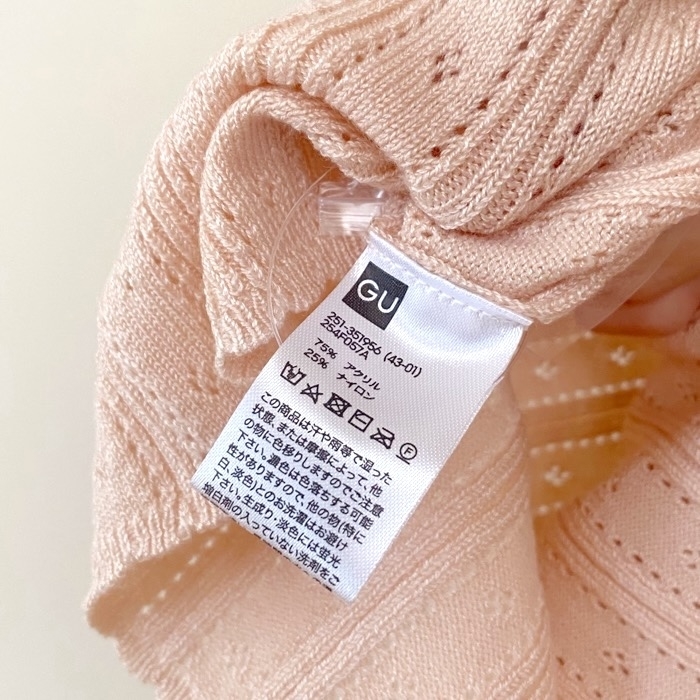 GU
251-351956 (43-01)
254F057A
75% アクリル
25% ナイロン
F
この商品は汗や雨等で湿った
状態、または摩擦によって、他
の物に色移りしますのでご注意
下さい。濃色は色落ちする可能
性がありますので、他の物(特に
白、淡色)とのお洗濯はお避け
下さい。生成り・淡色には蛍光
増白剤の入っていない洗剤をご